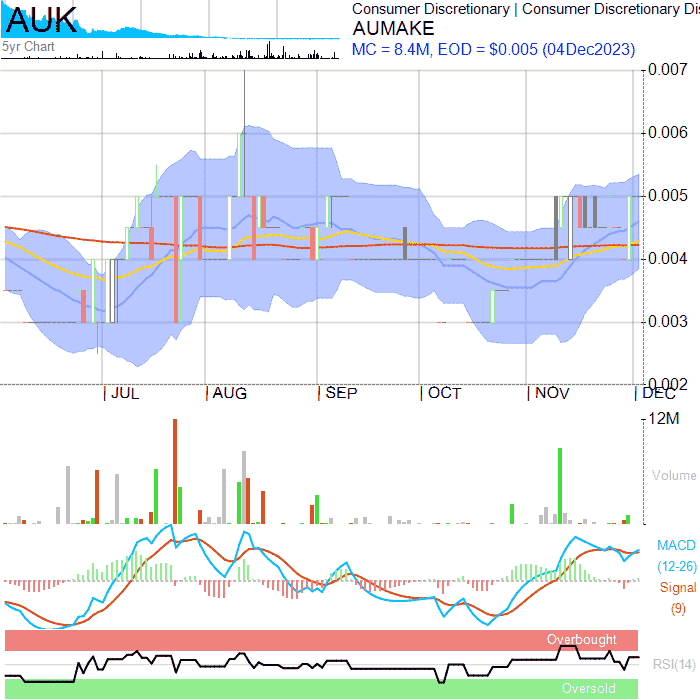 AUK
5yr Chart
Consumer Discretionary | Consumer Discretionary Dis
AUMAKE
MC = 8.4M, EOD = $0.005 (04Dec2023)
0.007
0.006
0.005
0.004
0.003
0.002
| JUL | AUG | SEP | OCT | NOV | DEC
12M
Volume
MACD
(12-26)
Signal
(9)
Overbought
RSI(14)
Oversold